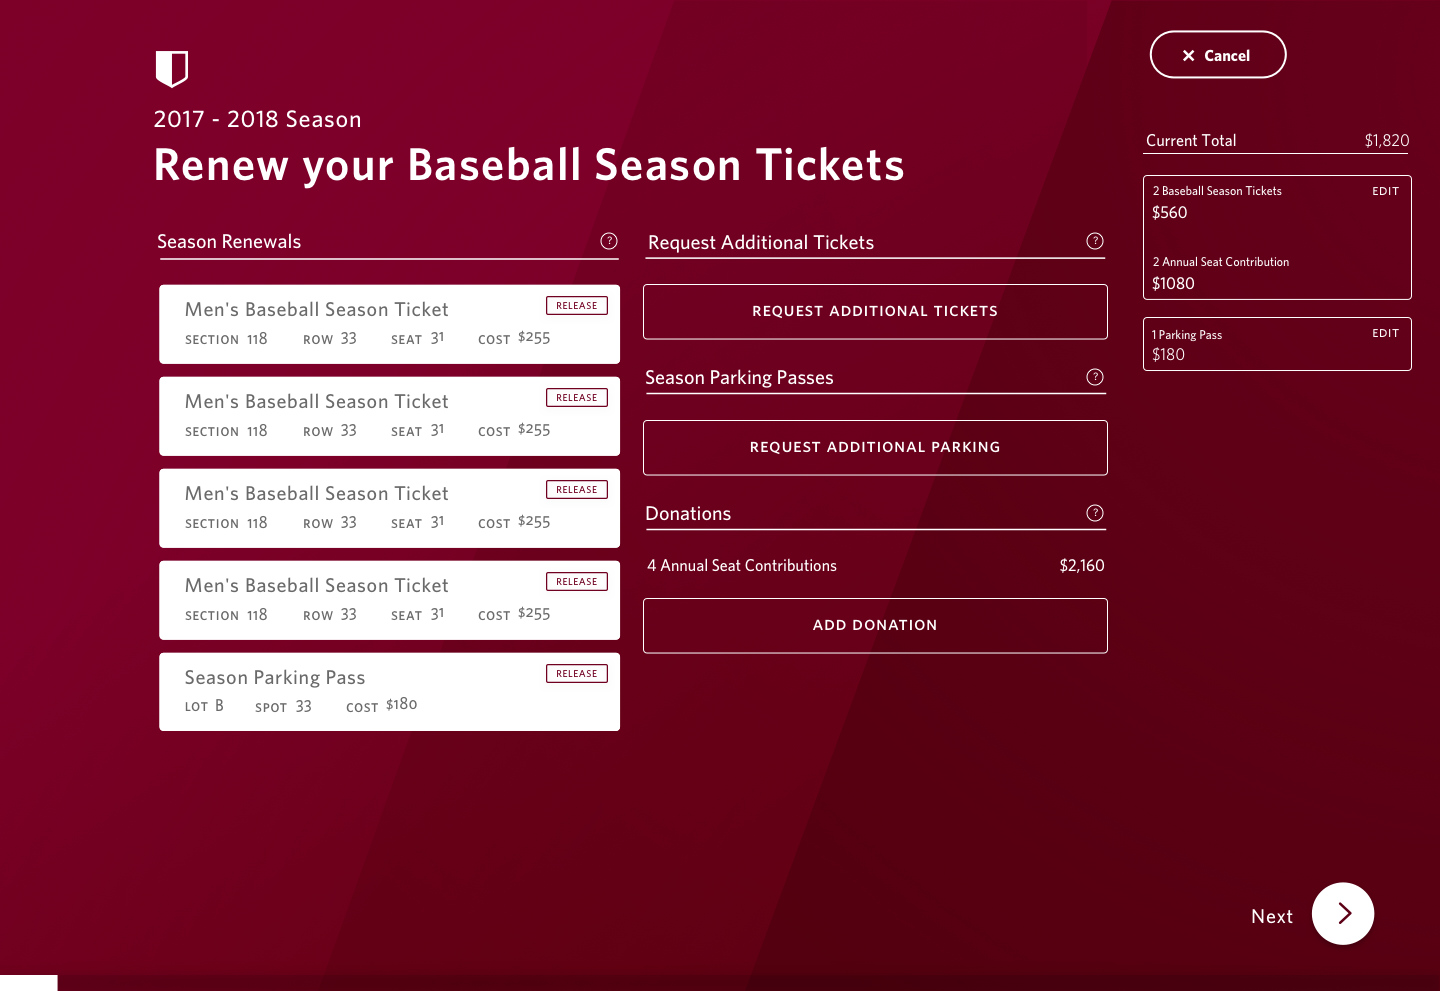 2017 - 2018 Season
Renew your Baseball Season Tickets
Season Renewals ?
Men's Baseball Season Ticket RELEASE
SECTION 118 ROW 33 SEAT 31 COST $255
Men's Baseball Season Ticket RELEASE
SECTION 118 ROW 33 SEAT 31 COST $255
Men's Baseball Season Ticket RELEASE
SECTION 118 ROW 33 SEAT 31 COST $255
Men's Baseball Season Ticket RELEASE
SECTION 118 ROW 33 SEAT 31 COST $255
Season Parking Pass RELEASE
LOT B SPOT 33 COST $180
Request Additional Tickets ?
REQUEST ADDITIONAL TICKETS
Season Parking Passes ?
REQUEST ADDITIONAL PARKING
Donations ?
4 Annual Seat Contributions $2,160
ADD DONATION
× Cancel
Current Total $1,820
2 Baseball Season Tickets EDIT
$560
2 Annual Seat Contribution
$1080
1 Parking Pass EDIT
$180
Next